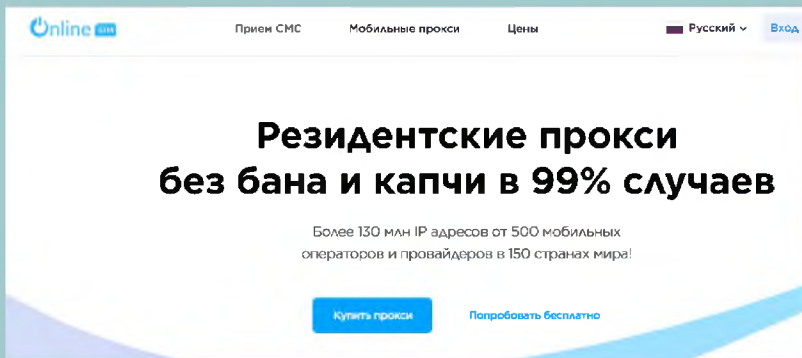 Online SIM
Прием СМС Мобильные прокси Цены Русский Вход
Резидентские прокси
без бана и капчи в 99% случаев
Более 130 млн IP адресов от 500 мобильных
операторов и провайдеров в 150 странах мира!
Купить прокси Попробовать бесплатно